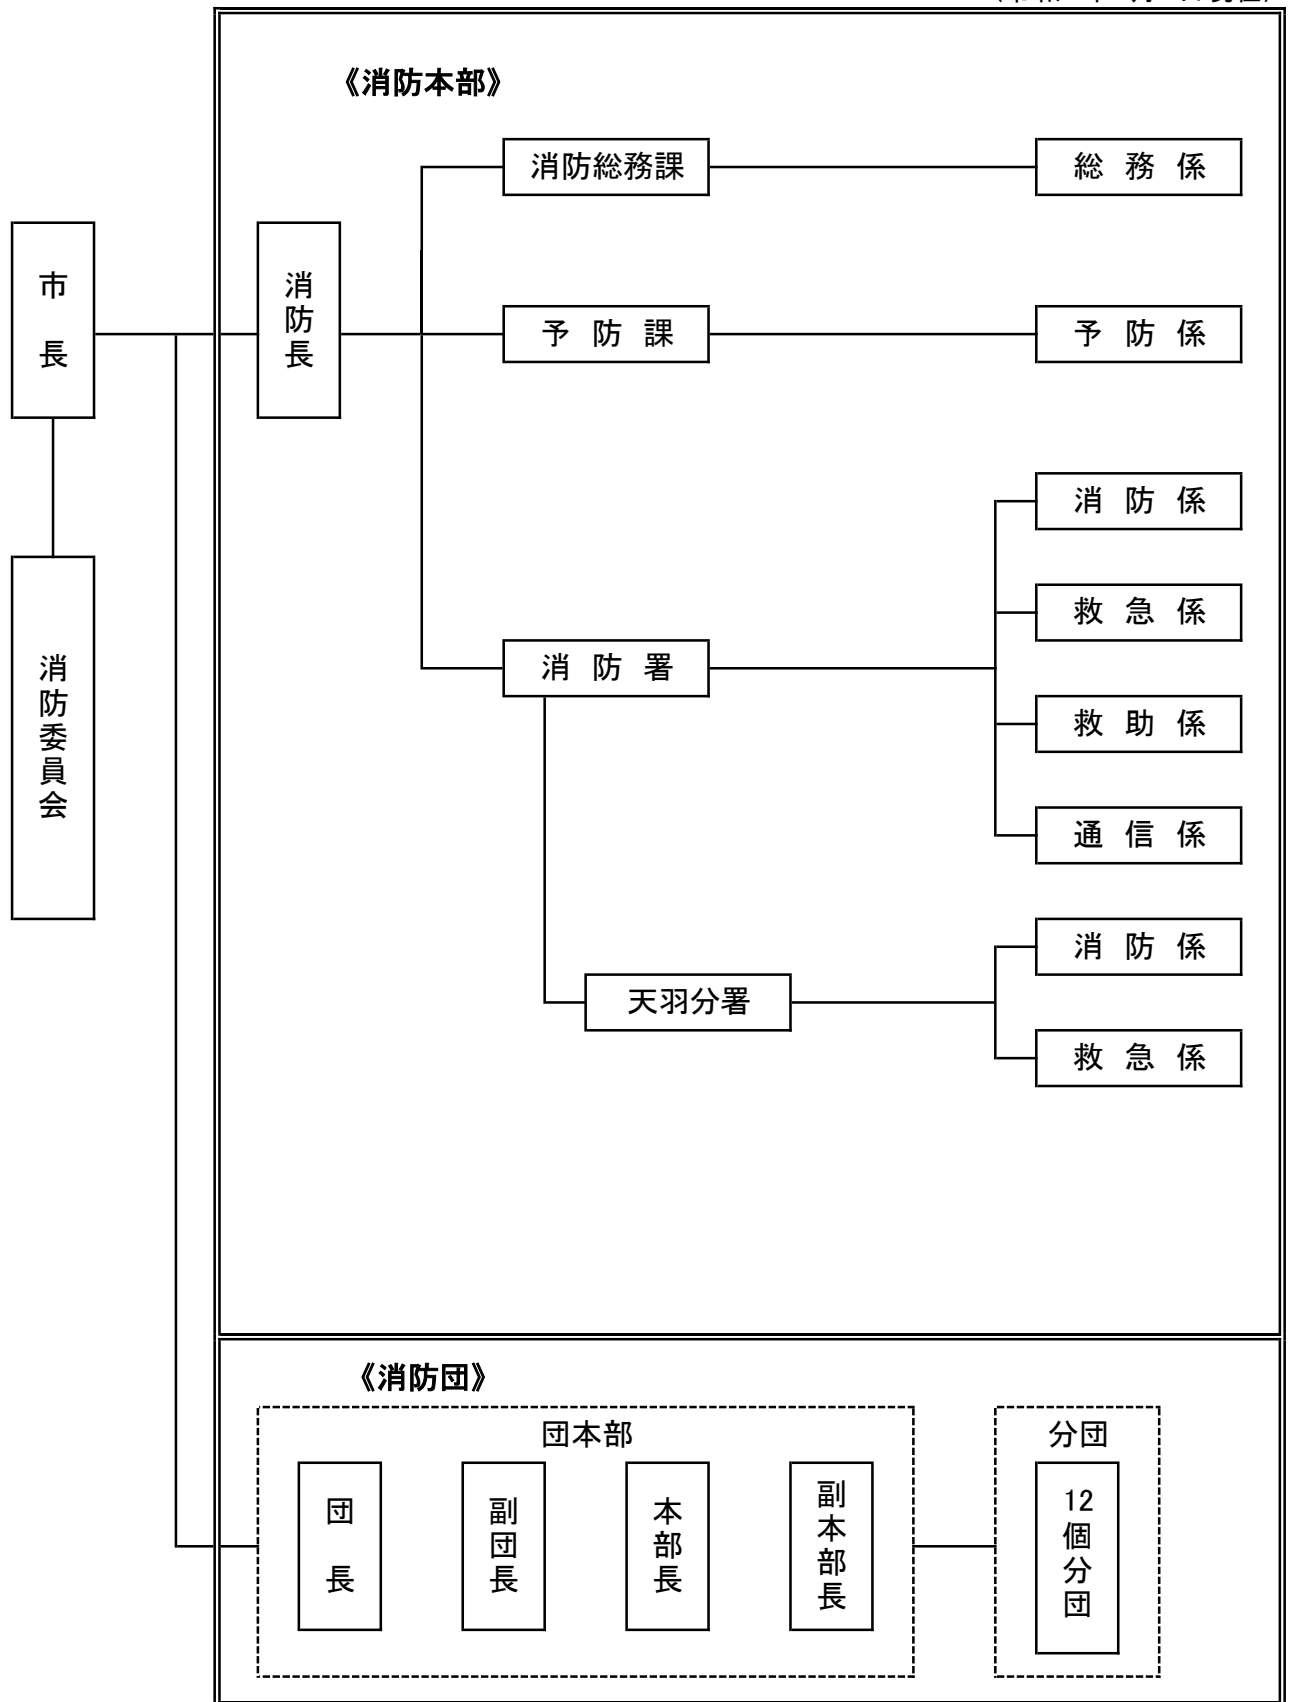 《消防本部》
消防総務課
総務係
市長
消防長
予防課
予防係
消防係
救急係
消防署
消防委員会
救助係
通信係
消防係
天羽分署
救急係
《消防団》
団本部
分団
団長
副団長
本部長
副本部長
12個分団